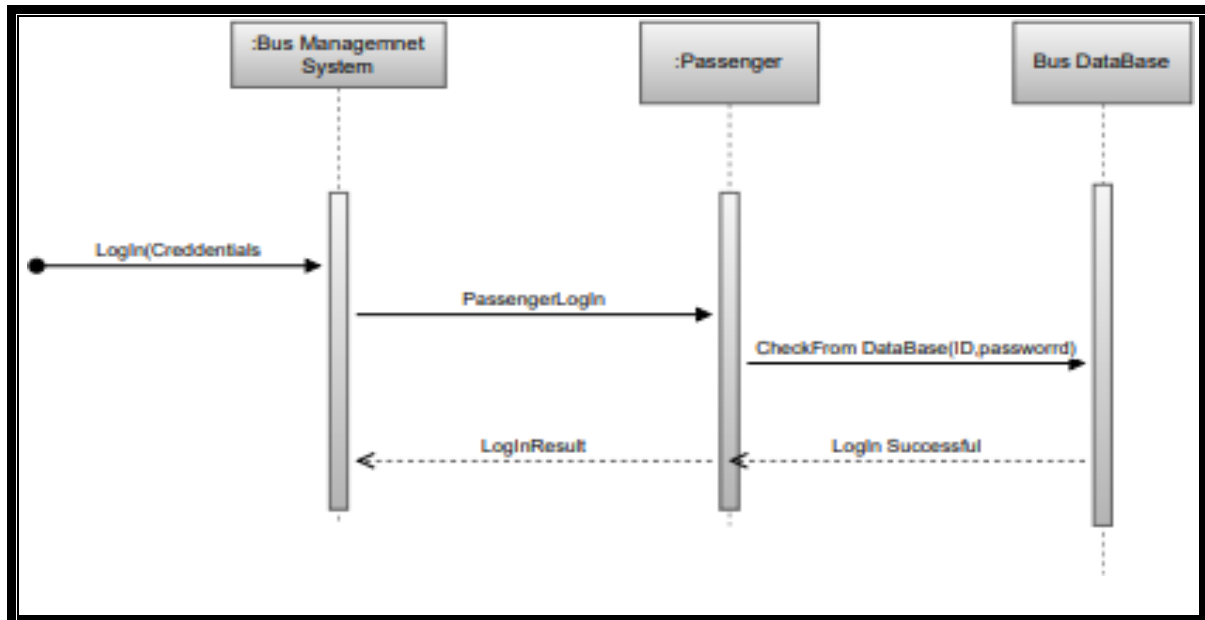 :Bus Managemnet
System
:Passenger
Bus DataBase
LogIn(Creddentials
PassengerLogIn
CheckFrom DataBase(ID,passworrd)
LogInResult
LogIn Successful